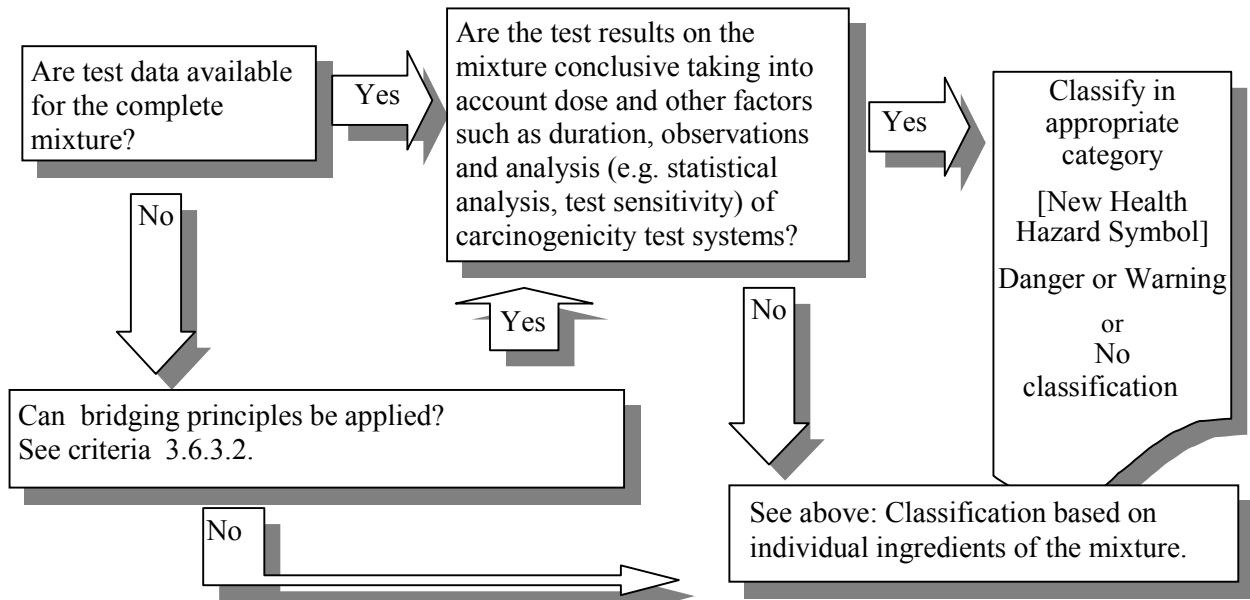 Are test data available
for the complete
mixture?
Yes
Are the test results on the
mixture conclusive taking into
account dose and other factors
such as duration, observations
and analysis (e.g. statistical
analysis, test sensitivity) of
carcinogenicity test systems?
Yes
Classify in
appropriate
category
[New Health
Hazard Symbol]
Danger or Warning
or
No
classification
No
Yes
No
Can bridging principles be applied?
See criteria 3.6.3.2.
No
See above: Classification based on
individual ingredients of the mixture.